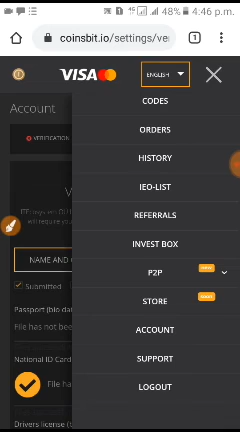 48% 4:46 p.m.
coinsbit.io/settings/ver
1
VISA
ENGLISH
Account
CODES
ORDERS
VERIFICATION
HISTORY
IEO-LIST
REFERRALS
INVEST BOX
NAME AND
P2P
Submitted
STORE
Passport (bio da
File has not bee
ACCOUNT
National ID Card
SUPPORT
File ha
LOGOUT
Drivers license (